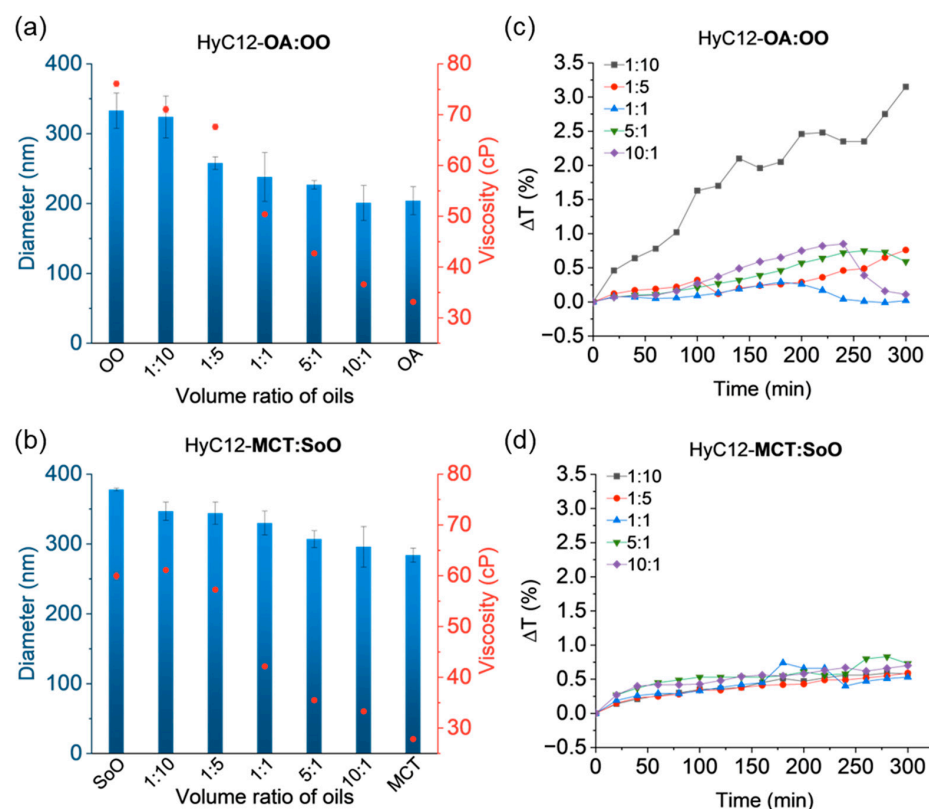 (a)
HyC12-OA:OO
400
300
200
100
0
Diameter (nm)
80
70
60
50
40
30
Viscosity (cP)
OO 1:10 1:5 1:1 5:1 10:1 OA
Volume ratio of oils
(c)
HyC12-OA:OO
3.5
3.0
2.5
2.0
1.5
1.0
0.5
0.0
−0.5
ΔT (%)
1:10
1:5
1:1
5:1
10:1
0 50 100 150 200 250 300
Time (min)
(b)
HyC12-MCT:SoO
400
300
200
100
0
Diameter (nm)
80
70
60
50
40
30
Viscosity (cP)
SoO 1:10 1:5 1:1 5:1 10:1 MCT
Volume ratio of oils
(d)
HyC12-MCT:SoO
3.5
3.0
2.5
2.0
1.5
1.0
0.5
0.0
−0.5
ΔT (%)
1:10
1:5
1:1
5:1
10:1
0 50 100 150 200 250 300
Time (min)